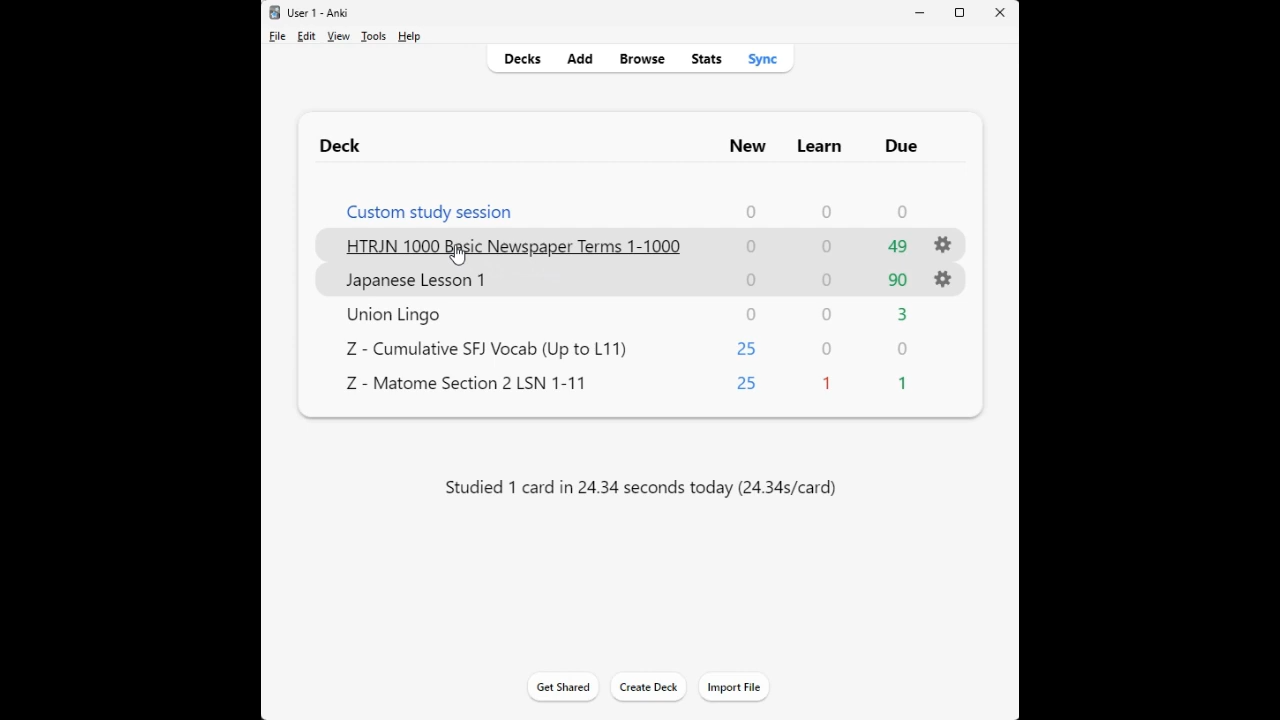 User 1 - Anki
File Edit View Tools Help
Decks Add Browse Stats Sync
Deck New Learn Due
Custom study session 0 0 0
HTRJN 1000 Basic Newspaper Terms 1-1000 0 0 49
Japanese Lesson 1 0 0 90
Union Lingo 0 0 3
Z - Cumulative SFJ Vocab (Up to L11) 25 0 0
Z - Matome Section 2 LSN 1-11 25 1 1
Studied 1 card in 24.34 seconds today (24.34s/card)
Get Shared Create Deck Import File